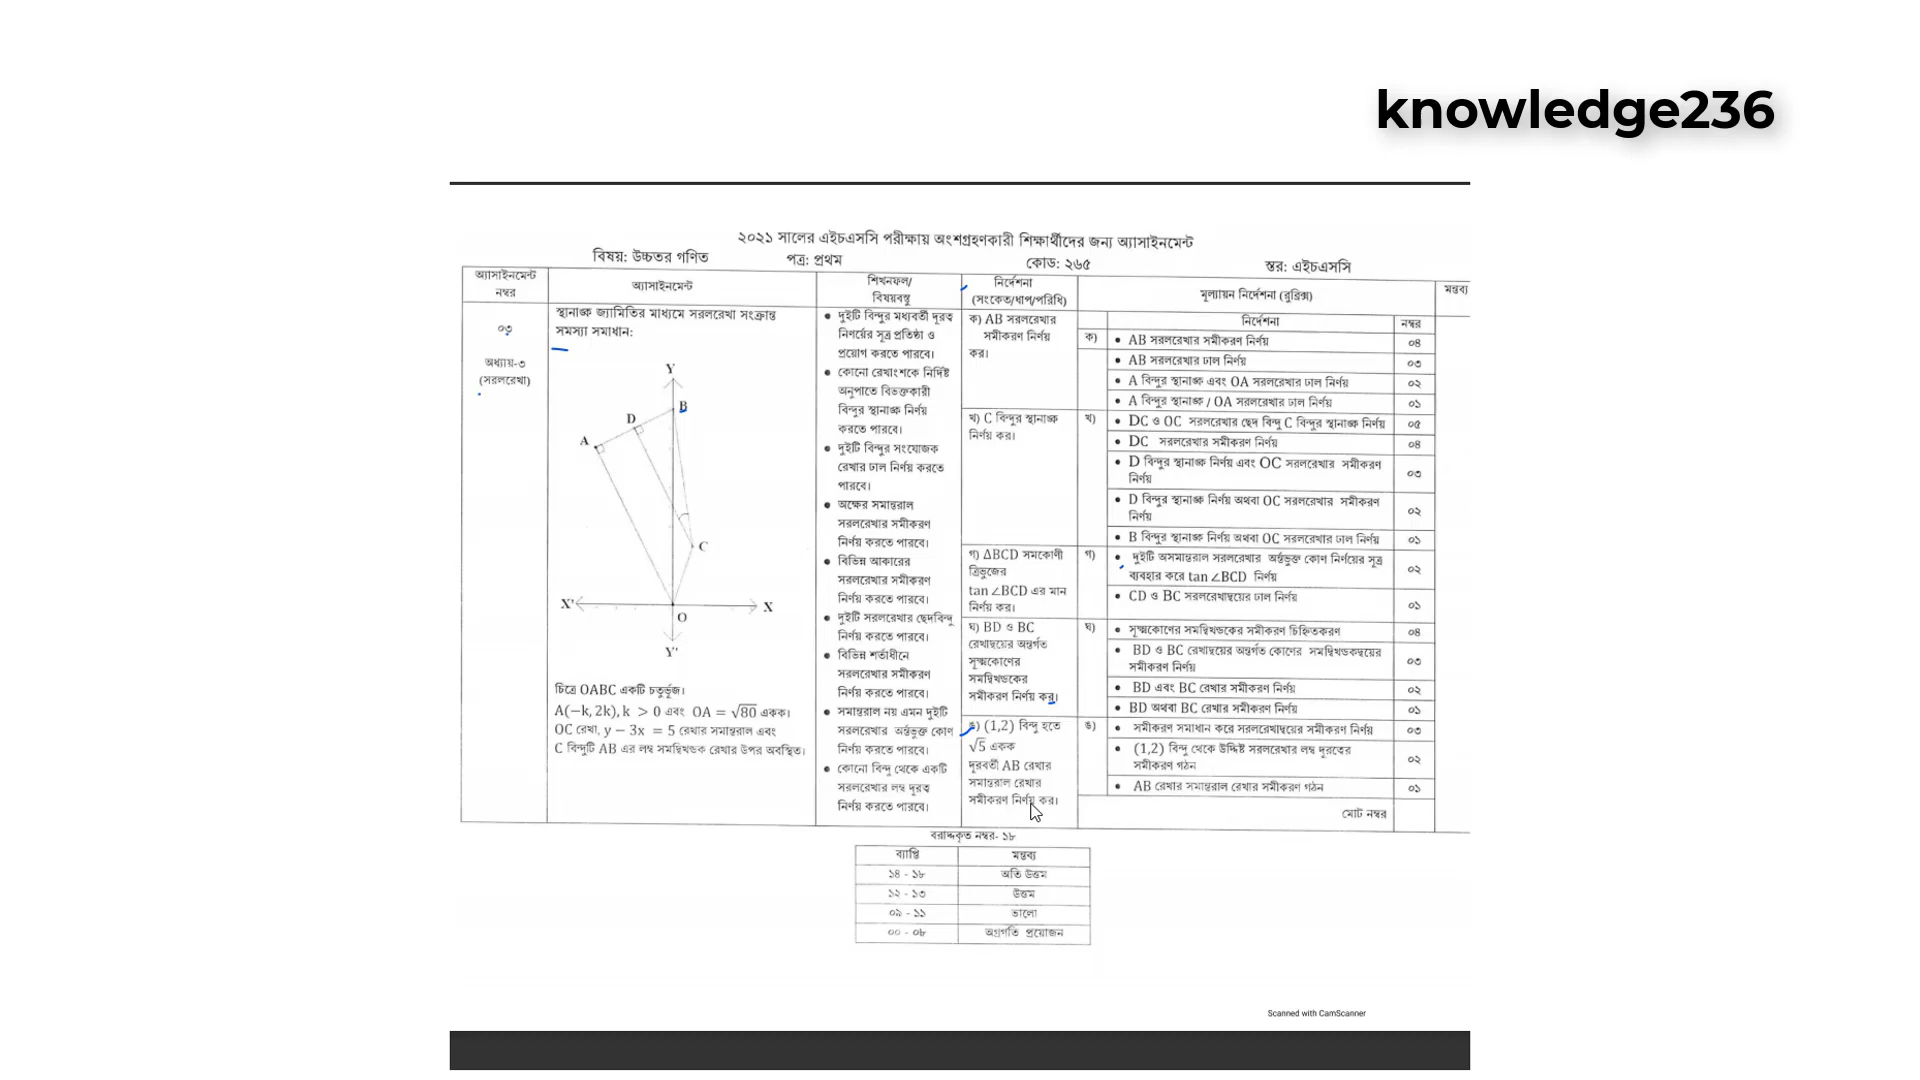 knowledge236
২০২১ সালের এইচএসসি পরীক্ষায় অংশগ্রহণকারী শিক্ষার্থীদের জন্য অ্যাসাইনমেন্ট
বিষয়: উচ্চতর গণিত পত্র: প্রথম কোড: ২৬৫ স্তর: এইচএসসি
অ্যাসাইনমেন্ট
নম্বর
অ্যাসাইনমেন্ট
শিখনফল/
বিষয়বস্তু
নির্দেশনা
(সংকেত/ধাপ/পরিধি)
মূল্যায়ন নির্দেশনা (রুব্রিক্স)
মন্তব্য
০৩
অধ্যায়-৩
(সরলরেখা)
স্থানাঙ্ক জ্যামিতির মাধ্যমে সরলরেখা সংক্রান্ত
সমস্যা সমাধান:
Y
B
D
A
C
X'
X
O
Y'
চিত্রে OABC একটি চতুর্ভূজ।
A(−k, 2k), k > 0 এবং OA = √80 একক।
OC রেখা, y − 3x = 5 রেখার সমান্তরাল এবং
C বিন্দুটি AB এর লম্ব সমদ্বিখন্ডক রেখার উপর অবস্থিত।
• দুইটি বিন্দুর মধ্যবর্তী দূরত্ব
নির্ণয়ের সূত্র প্রতিষ্ঠা ও
প্রয়োগ করতে পারবে।
• কোনো রেখাংশকে নির্দিষ্ট
অনুপাতে বিভক্তকারী
বিন্দুর স্থানাঙ্ক নির্ণয়
করতে পারবে।
• দুইটি বিন্দুর সংযোজক
রেখার ঢাল নির্ণয় করতে
পারবে।
• অক্ষের সমান্তরাল
সরলরেখার সমীকরণ
নির্ণয় করতে পারবে।
• বিভিন্ন আকারের
সরলরেখার সমীকরণ
নির্ণয় করতে পারবে।
• দুইটি সরলরেখার ছেদবিন্দু
নির্ণয় করতে পারবে।
• বিভিন্ন শর্তাধীনে
সরলরেখার সমীকরণ
নির্ণয় করতে পারবে।
• সমান্তরাল নয় এমন দুইটি
সরলরেখার অর্ন্তভুক্ত কোণ
নির্ণয় করতে পারবে।
• কোনো বিন্দু থেকে একটি
সরলরেখার লম্ব দূরত্ব
নির্ণয় করতে পারবে।
ক) AB সরলরেখার
সমীকরণ নির্ণয়
কর।
খ) C বিন্দুর স্থানাঙ্ক
নির্ণয় কর।
গ) ΔBCD সমকোণী
ত্রিভুজের
tan ∠BCD এর মান
নির্ণয় কর।
ঘ) BD ও BC
রেখাদ্বয়ের অন্তর্গত
সূক্ষ্মকোণের
সমদ্বিখন্ডকের
সমীকরণ নির্ণয় কর।
ঙ) (1,2) বিন্দু হতে
√5 একক
দূরবর্তী AB রেখার
সমান্তরাল রেখার
সমীকরণ নির্ণয় কর।
নির্দেশনা নম্বর
ক) • AB সরলরেখার সমীকরণ নির্ণয় ০৪
• AB সরলরেখার ঢাল নির্ণয় ০৩
• A বিন্দুর স্থানাঙ্ক এবং OA সরলরেখার ঢাল নির্ণয় ০২
• A বিন্দুর স্থানাঙ্ক / OA সরলরেখার ঢাল নির্ণয় ০১
খ) • DC ও OC সরলরেখার ছেদ বিন্দু C বিন্দুর স্থানাঙ্ক নির্ণয় ০৫
• DC সরলরেখার সমীকরণ নির্ণয় ০৪
• D বিন্দুর স্থানাঙ্ক নির্ণয় এবং OC সরলরেখার সমীকরণ
নির্ণয় ০৩
• D বিন্দুর স্থানাঙ্ক নির্ণয় অথবা OC সরলরেখার সমীকরণ
নির্ণয় ০২
• B বিন্দুর স্থানাঙ্ক নির্ণয় অথবা OC সরলরেখার ঢাল নির্ণয় ০১
গ) • দুইটি অসমান্তরাল সরলরেখার অর্ন্তভুক্ত কোণ নির্ণয়ের সূত্র
ব্যবহার করে tan ∠BCD নির্ণয় ০২
• CD ও BC সরলরেখাদ্বয়ের ঢাল নির্ণয় ০১
ঘ) • সূক্ষ্মকোণের সমদ্বিখন্ডকের সমীকরণ চিহ্নিতকরণ ০৪
• BD ও BC রেখাদ্বয়ের অন্তর্গত কোণের সমদ্বিখন্ডকদ্বয়ের
সমীকরণ নির্ণয় ০৩
• BD এবং BC রেখার সমীকরণ নির্ণয় ০২
• BD অথবা BC রেখার সমীকরণ নির্ণয় ০১
ঙ) • সমীকরণ সমাধান করে সরলরেখাদ্বয়ের সমীকরণ নির্ণয় ০৩
• (1,2) বিন্দু থেকে উদ্দিষ্ট সরলরেখার লম্ব দূরত্বের
সমীকরণ গঠন ০২
• AB রেখার সমান্তরাল রেখার সমীকরণ গঠন ০১
মোট নম্বর
বরাদ্দকৃত নম্বর- ১৮
ব্যাপ্তি মন্তব্য
১৪ - ১৮ অতি উত্তম
১২ - ১৩ উত্তম
০৯ - ১১ ভালো
০০ - ০৮ অগ্রগতি প্রয়োজন
Scanned with CamScanner